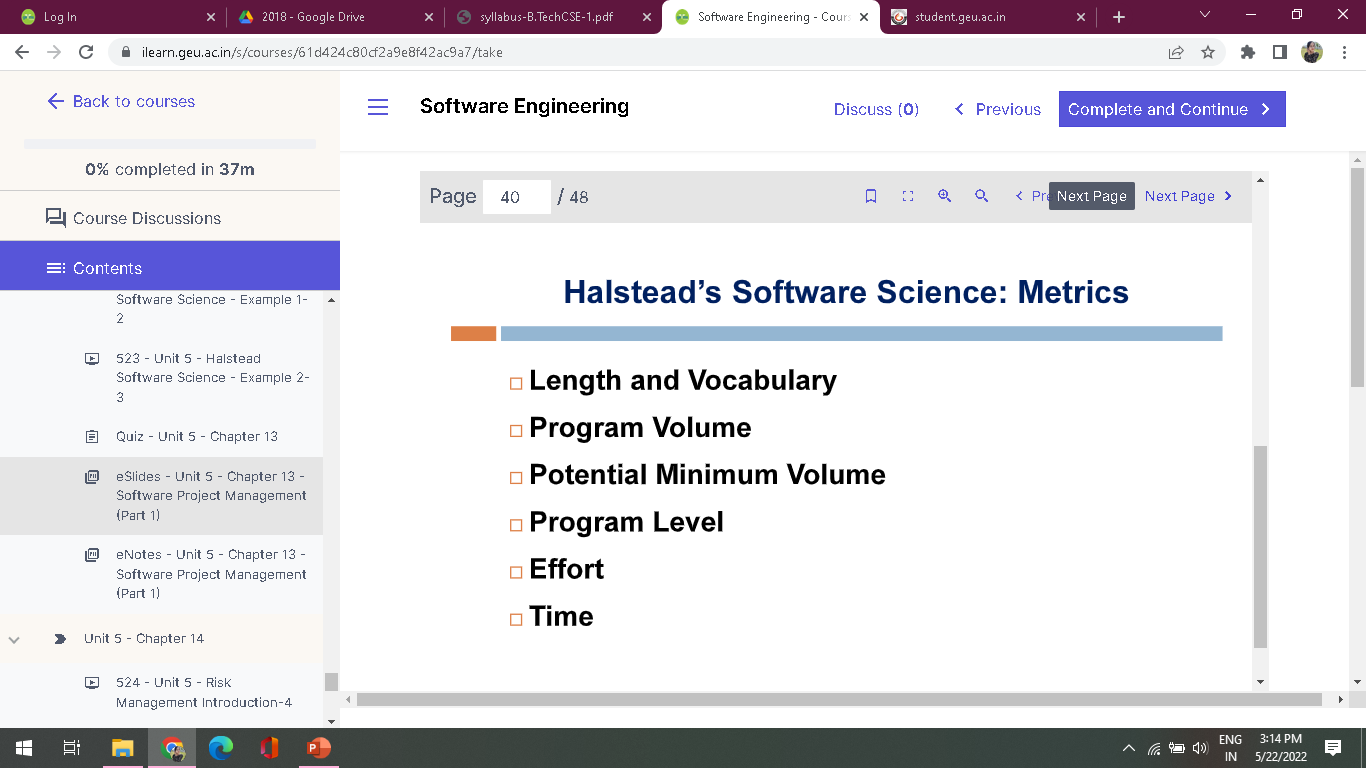 Log In
2018 - Google Drive
syllabus-B.TechCSE-1.pdf
Software Engineering - Cour
student.geu.ac.in
ilearn.geu.ac.in/s/courses/61d424c80cf2a9e8f42ac9a7/take
Back to courses
0% completed in 37m
Course Discussions
Contents
Software Science - Example 1-
2
523 - Unit 5 - Halstead
Software Science - Example 2-
3
Quiz - Unit 5 - Chapter 13
eSlides - Unit 5 - Chapter 13 -
Software Project Management
(Part 1)
eNotes - Unit 5 - Chapter 13 -
Software Project Management
(Part 1)
Unit 5 - Chapter 14
524 - Unit 5 - Risk
Management Introduction-4
Software Engineering
Discuss (0)
Previous
Complete and Continue
Page 40 / 48
Pre
Next Page
Next Page
Halstead’s Software Science: Metrics
Length and Vocabulary
Program Volume
Potential Minimum Volume
Program Level
Effort
Time
ENG
IN
3:14 PM
5/22/2022